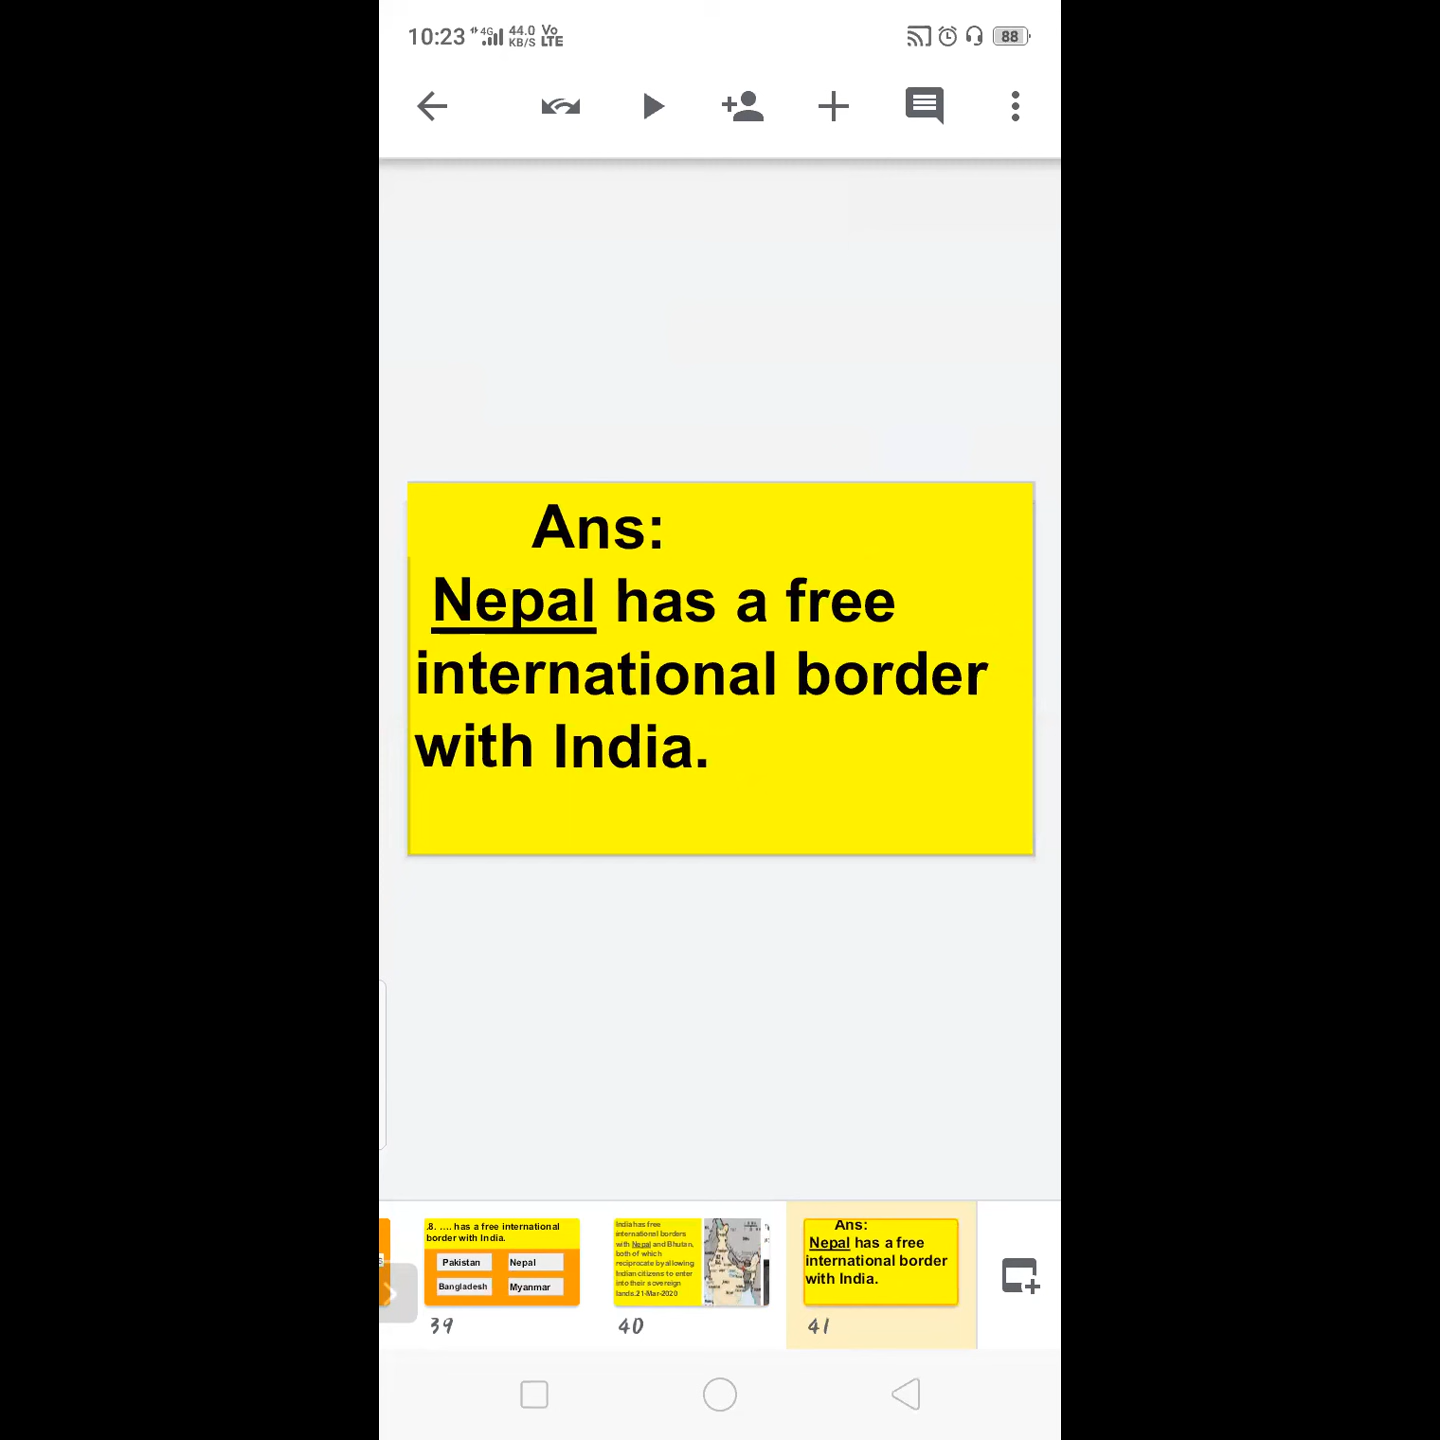 10:23 4G 44.0 KB/S Vo LTE 88
Ans:
Nepal has a free
international border
with India.
.8. .... has a free international
border with India.
Pakistan Nepal
Bangladesh Myanmar
39
India has free
international borders
with Nepal and Bhutan,
both of which
reciprocate by allowing
Indian citizens to enter
into their sovereign
lands.21-Mar-2020
40
Ans:
Nepal has a free
international border
with India.
41